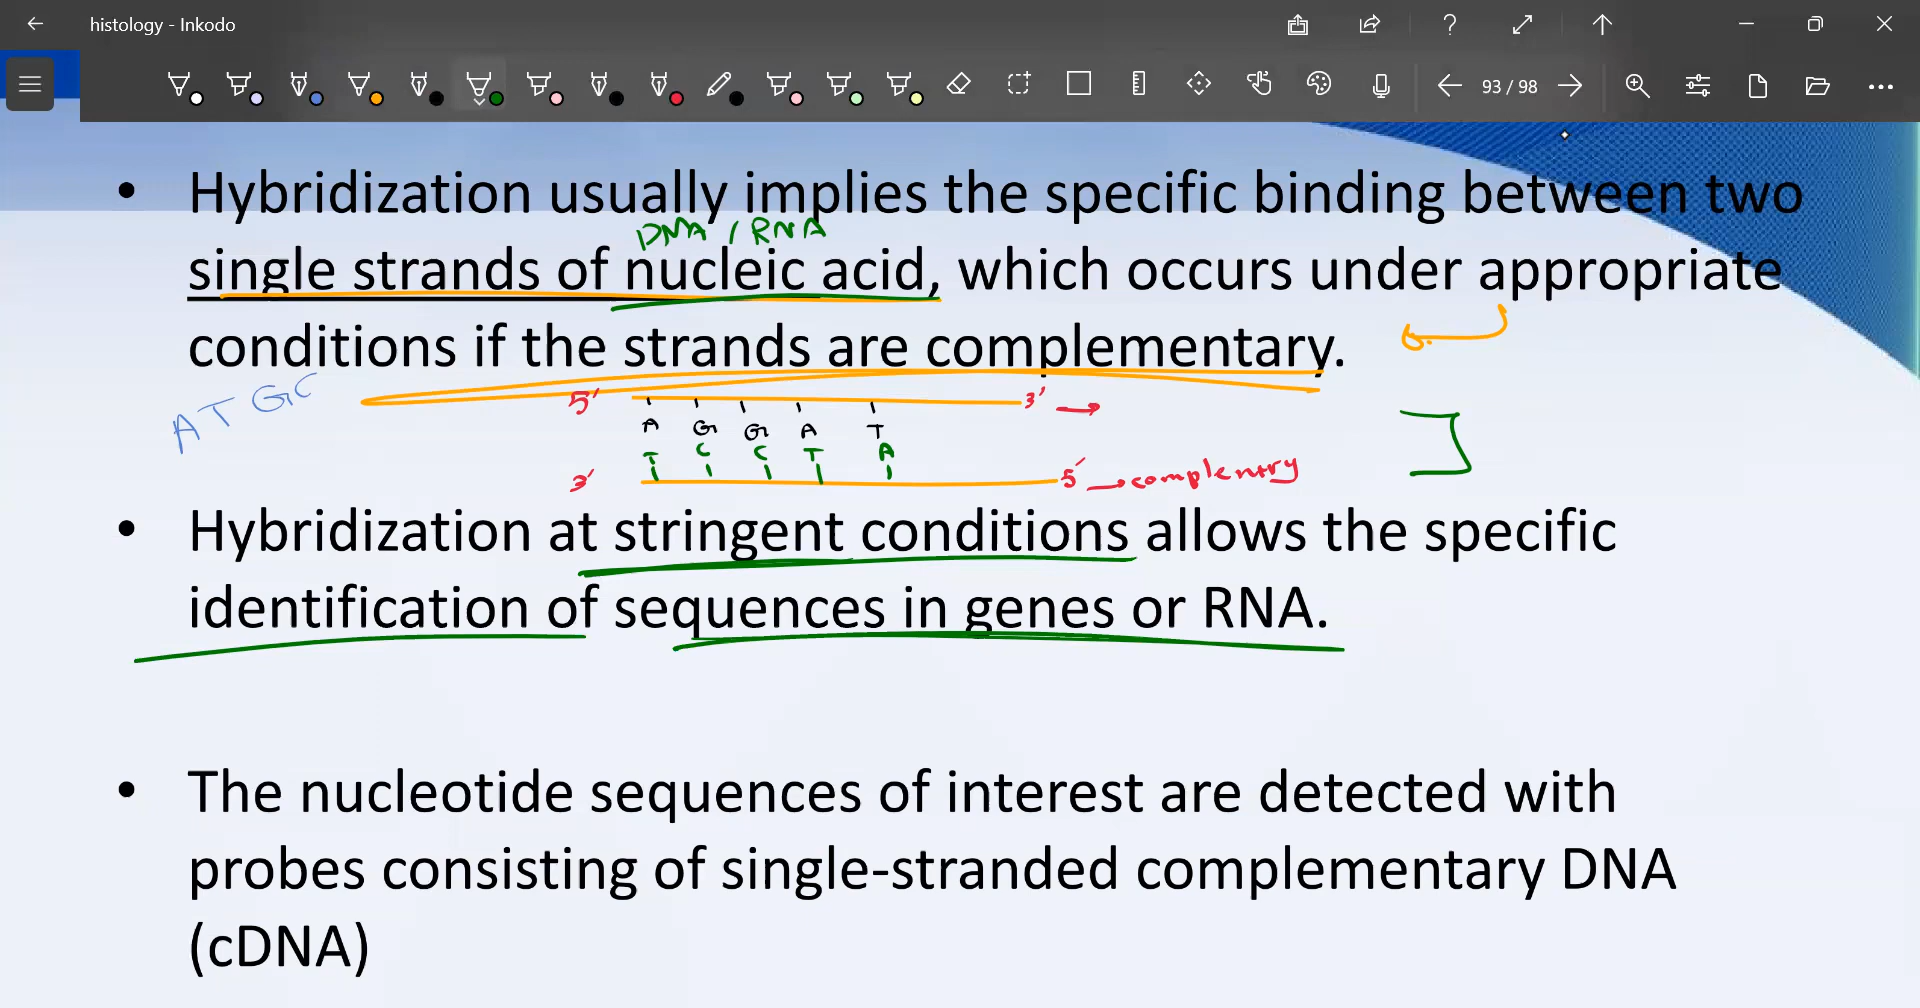 histology - Inkodo
93 / 98
• Hybridization usually implies the specific binding between two
DNA / RNA
single strands of nucleic acid, which occurs under appropriate
conditions if the strands are complementary.
A T G C
5' 3'
A G G A T
T C C T A
3' 5' → complentry
• Hybridization at stringent conditions allows the specific
identification of sequences in genes or RNA.
• The nucleotide sequences of interest are detected with
probes consisting of single-stranded complementary DNA
(cDNA)